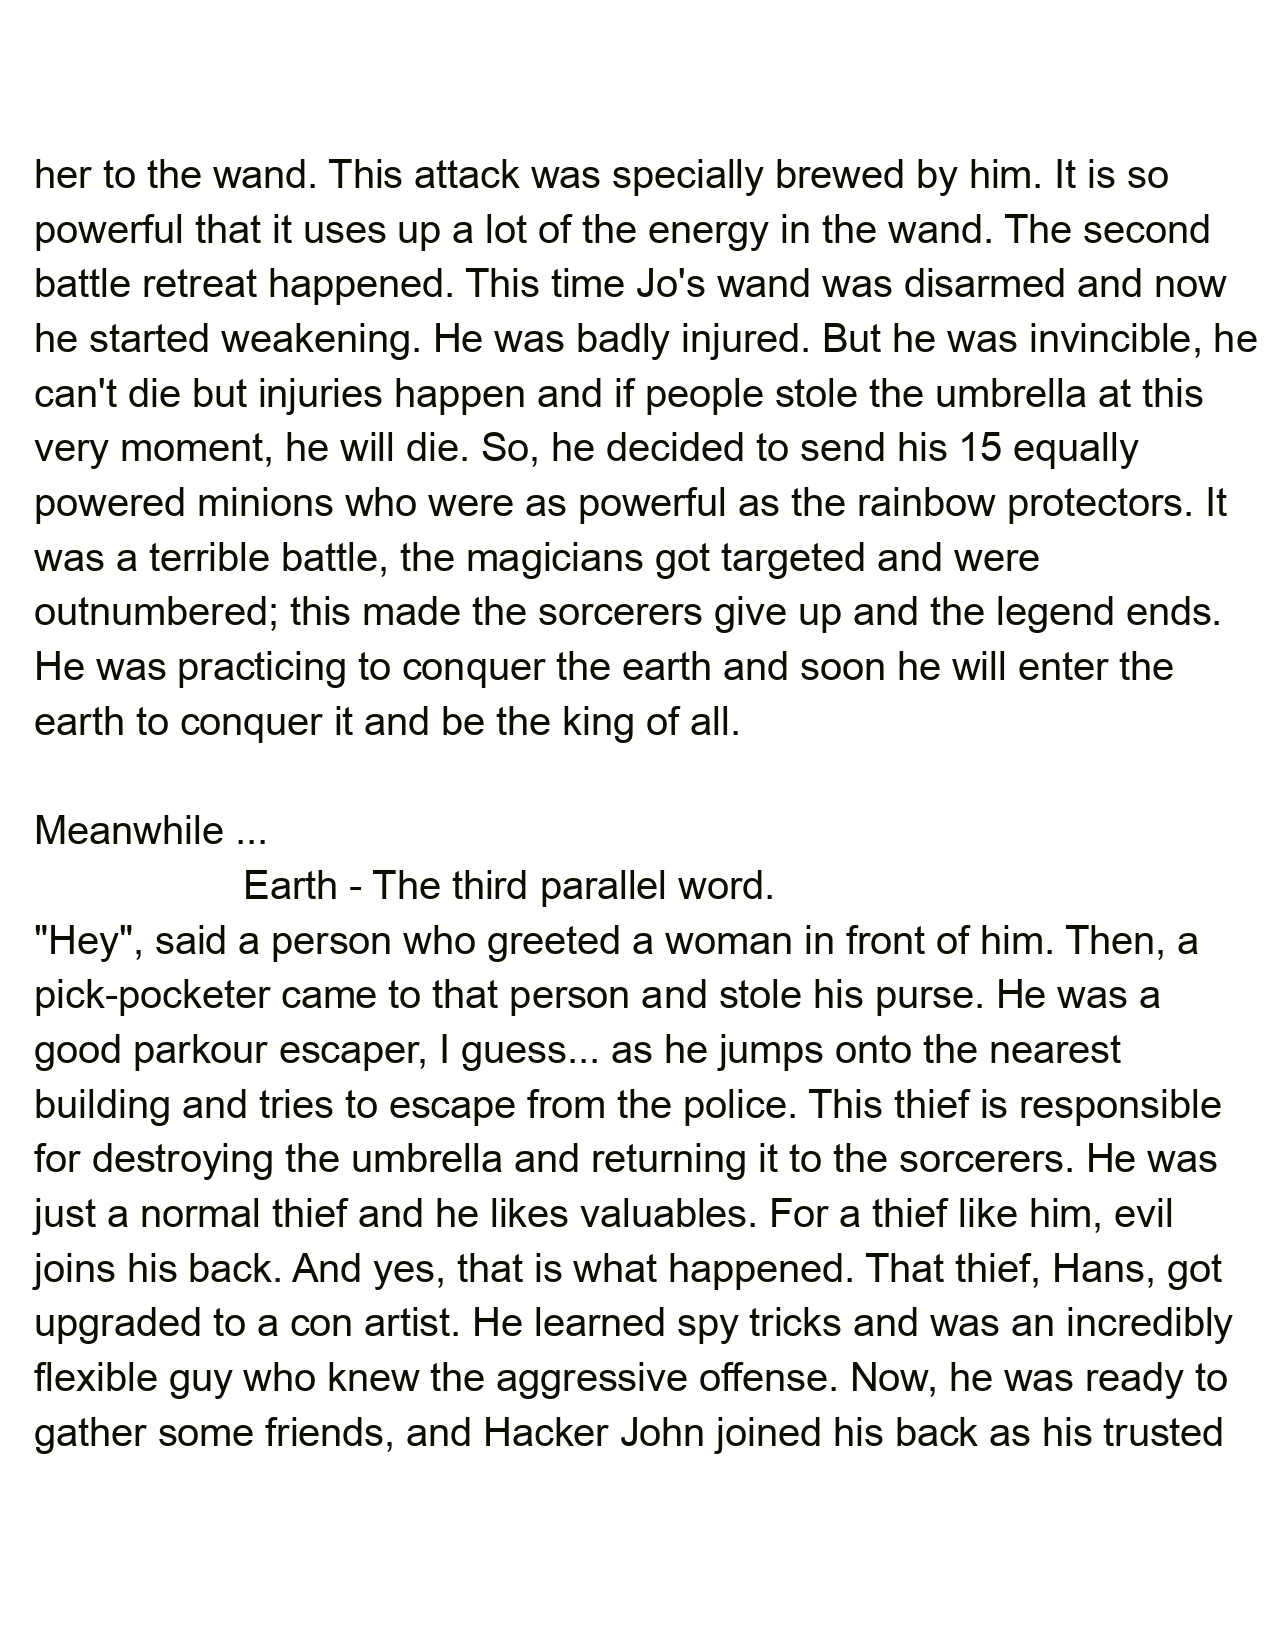 her to the wand. This attack was specially brewed by him. It is so
powerful that it uses up a lot of the energy in the wand. The second
battle retreat happened. This time Jo's wand was disarmed and now
he started weakening. He was badly injured. But he was invincible, he
can't die but injuries happen and if people stole the umbrella at this
very moment, he will die. So, he decided to send his 15 equally
powered minions who were as powerful as the rainbow protectors. It
was a terrible battle, the magicians got targeted and were
outnumbered; this made the sorcerers give up and the legend ends.
He was practicing to conquer the earth and soon he will enter the
earth to conquer it and be the king of all.
Meanwhile ...
Earth - The third parallel word.
"Hey", said a person who greeted a woman in front of him. Then, a
pick-pocketer came to that person and stole his purse. He was a
good parkour escaper, I guess... as he jumps onto the nearest
building and tries to escape from the police. This thief is responsible
for destroying the umbrella and returning it to the sorcerers. He was
just a normal thief and he likes valuables. For a thief like him, evil
joins his back. And yes, that is what happened. That thief, Hans, got
upgraded to a con artist. He learned spy tricks and was an incredibly
flexible guy who knew the aggressive offense. Now, he was ready to
gather some friends, and Hacker John joined his back as his trusted